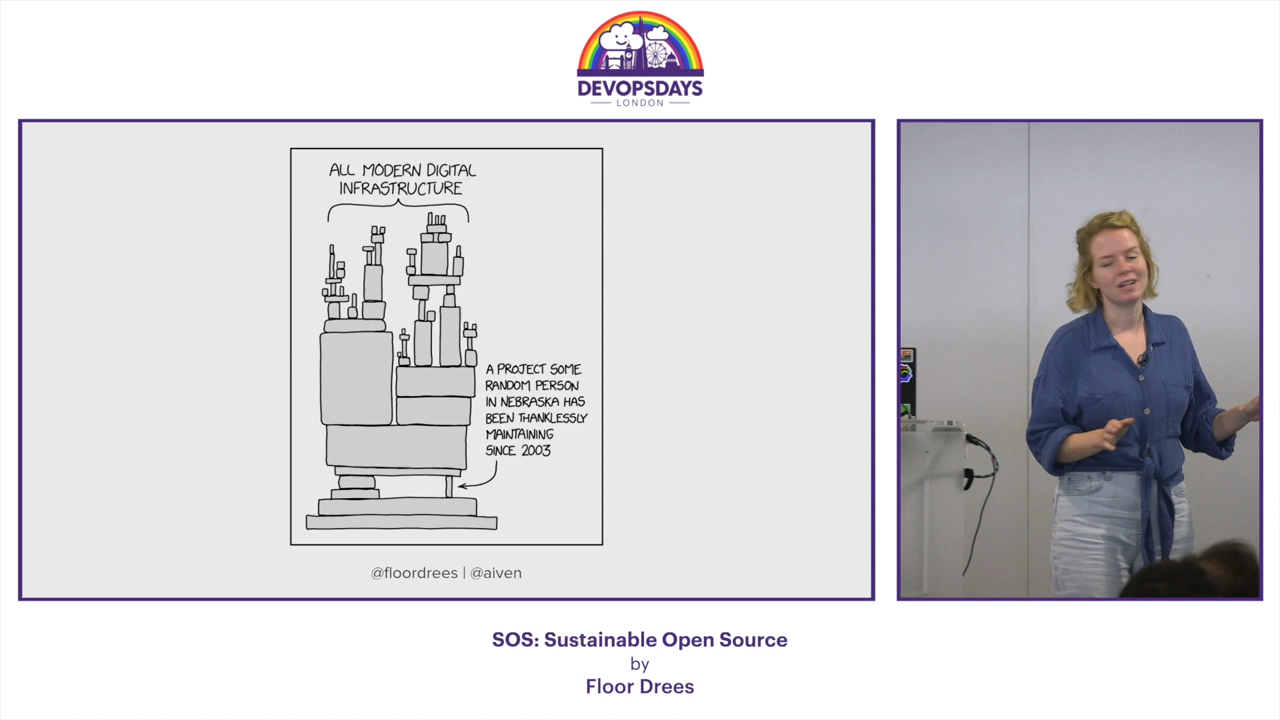 DEVOPSDAYS
LONDON
ALL MODERN DIGITAL
INFRASTRUCTURE
A PROJECT SOME
RANDOM PERSON
IN NEBRASKA HAS
BEEN THANKLESSLY
MAINTAINING
SINCE 2003
@floordrees | @aiven
SOS: Sustainable Open Source
by
Floor Drees